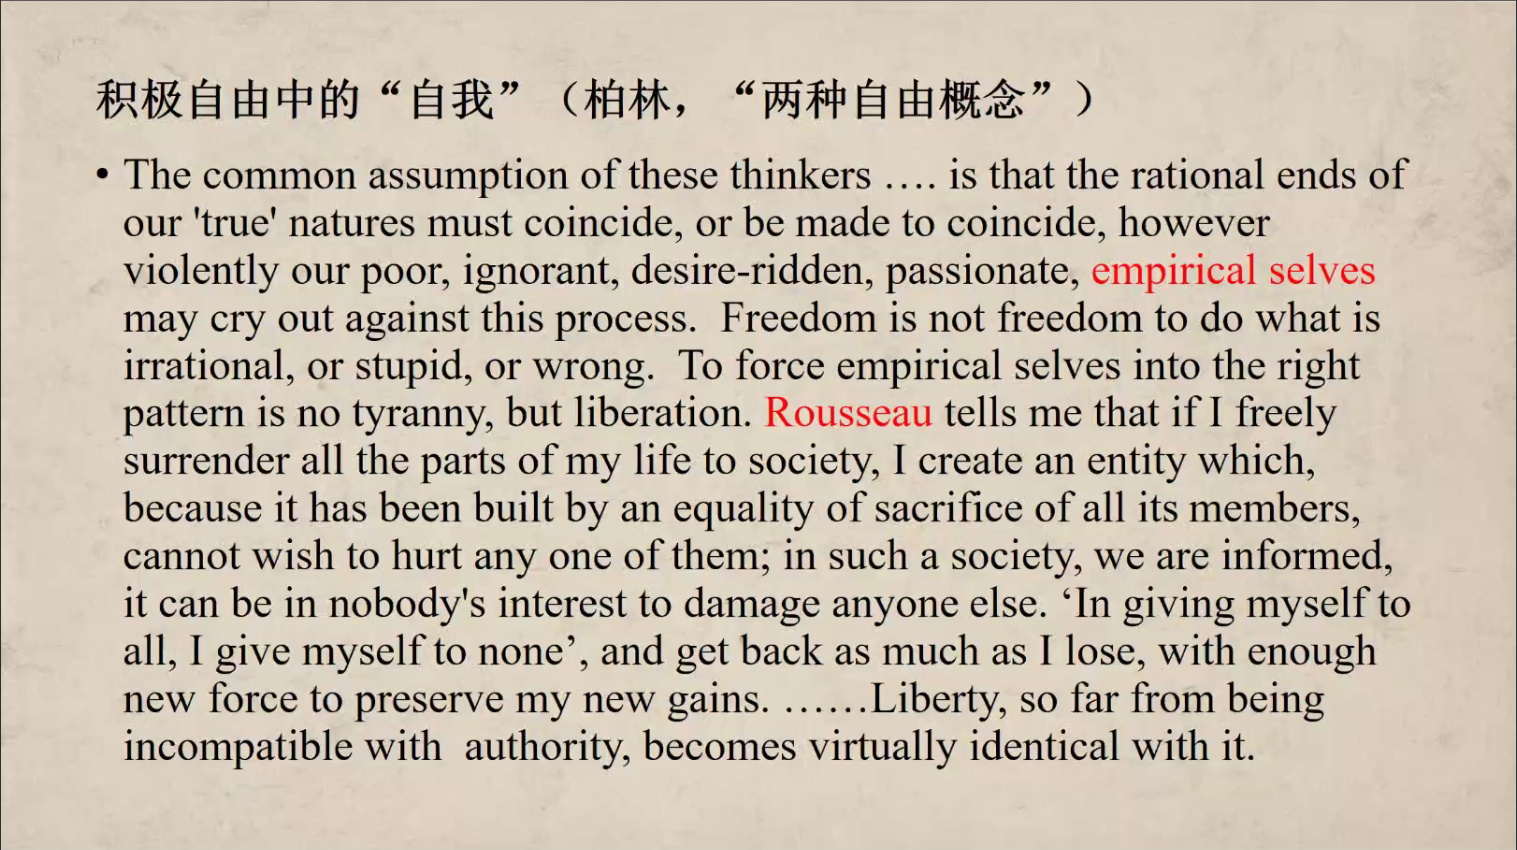 积极自由中的“自我”（柏林，“两种自由概念”）
• The common assumption of these thinkers …. is that the rational ends of
our 'true' natures must coincide, or be made to coincide, however
violently our poor, ignorant, desire-ridden, passionate, empirical selves
may cry out against this process.  Freedom is not freedom to do what is
irrational, or stupid, or wrong.  To force empirical selves into the right
pattern is no tyranny, but liberation. Rousseau tells me that if I freely
surrender all the parts of my life to society, I create an entity which,
because it has been built by an equality of sacrifice of all its members,
cannot wish to hurt any one of them; in such a society, we are informed,
it can be in nobody's interest to damage anyone else. ‘In giving myself to
all, I give myself to none’, and get back as much as I lose, with enough
new force to preserve my new gains. ……Liberty, so far from being
incompatible with  authority, becomes virtually identical with it.